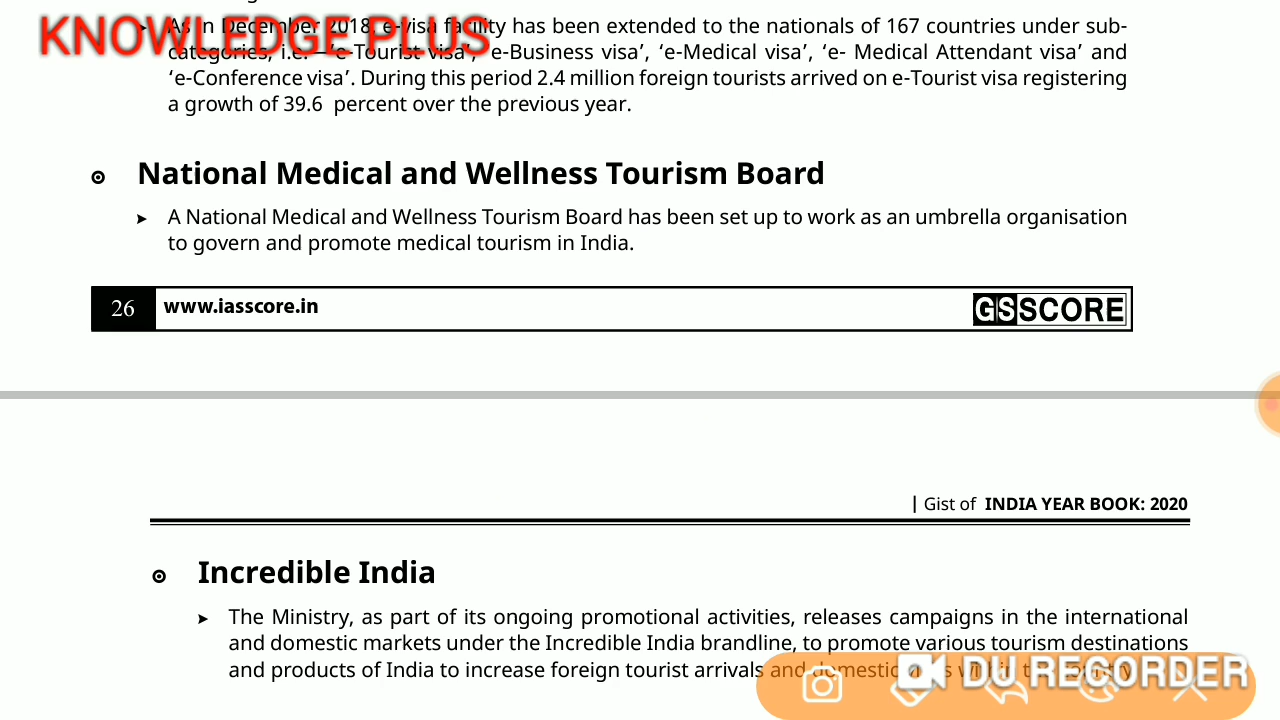 KNOWLEDGE PLUS
As in December 2018, e-visa facility has been extended to the nationals of 167 countries under sub-
categories, i.e.—'e-Tourist visa', 'e-Business visa', 'e-Medical visa', 'e- Medical Attendant visa' and
'e-Conference visa'. During this period 2.4 million foreign tourists arrived on e-Tourist visa registering
a growth of 39.6 percent over the previous year.
National Medical and Wellness Tourism Board
A National Medical and Wellness Tourism Board has been set up to work as an umbrella organisation
to govern and promote medical tourism in India.
26 www.iasscore.in GSSCORE
| Gist of INDIA YEAR BOOK: 2020
Incredible India
The Ministry, as part of its ongoing promotional activities, releases campaigns in the international
and domestic markets under the Incredible India brandline, to promote various tourism destinations
and products of India to increase foreign tourist arrivals and domestic
DU RECORDER